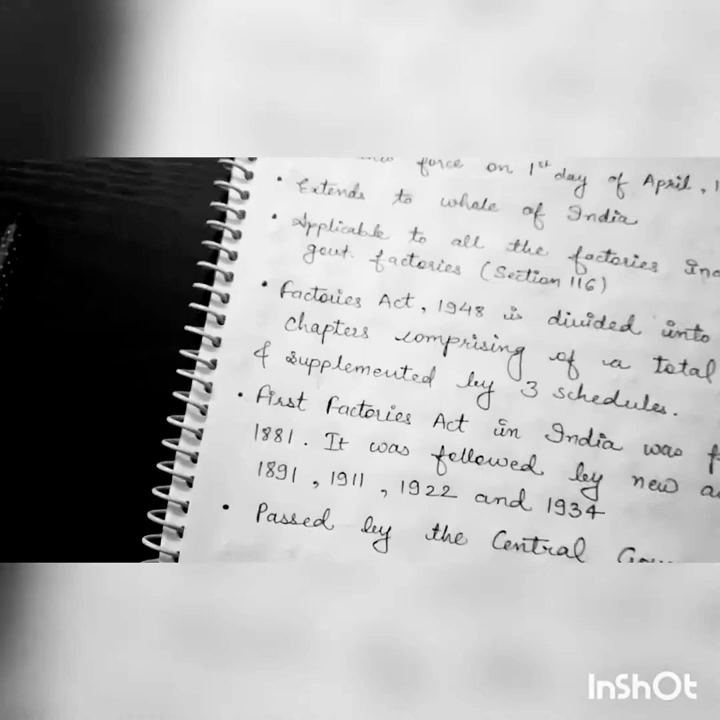 force on 1st day of April, 1
• Extends to whole of India
• Applicable to all the factories Inc
govt. factories (Section 116)
• Factories Act, 1948 is divided into
chapters comprising of a total
& supplemented by 3 schedules.
• First Factories Act in India was
1881. It was followed by new
1891, 1911, 1922 and 1934
• Passed by the Central
InShOt